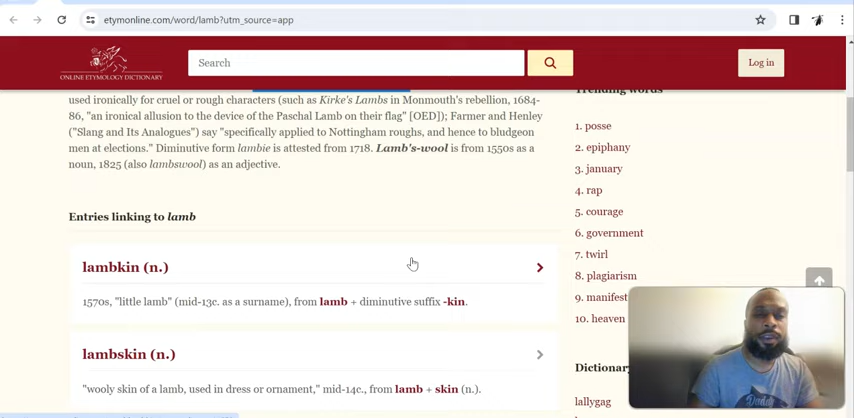 etymonline.com/word/lamb?utm_source=app
ONLINE ETYMOLOGY DICTIONARY
Search
Log in
used ironically for cruel or rough characters (such as Kirke's Lambs in Monmouth's rebellion, 1684-
86, "an ironical allusion to the device of the Paschal Lamb on their flag" [OED]); Farmer and Henley
("Slang and Its Analogues") say "specifically applied to Nottingham roughs, and hence to bludgeon
men at elections." Diminutive form lambie is attested from 1718. Lamb's-wool is from 1550s as a
noun, 1825 (also lambswool) as an adjective.
Entries linking to lamb
lambkin (n.)
1570s, "little lamb" (mid-13c. as a surname), from lamb + diminutive suffix -kin.
lambskin (n.)
"wooly skin of a lamb, used in dress or ornament," mid-14c., from lamb + skin (n.).
Trending words
1. posse
2. epiphany
3. january
4. rap
5. courage
6. government
7. twirl
8. plagiarism
9. manifest
10. heaven
Dictionary
lallygag
Daddy